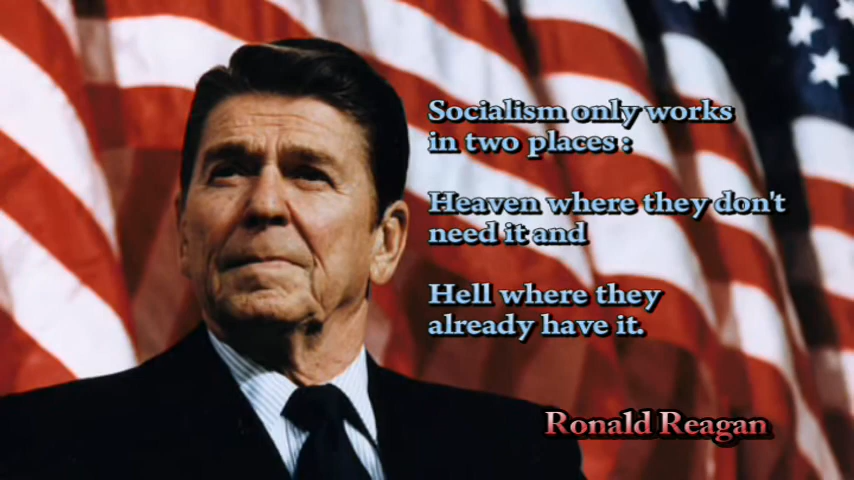 Socialism only works
in two places :
Heaven where they don't
need it and
Hell where they
already have it.
Ronald Reagan